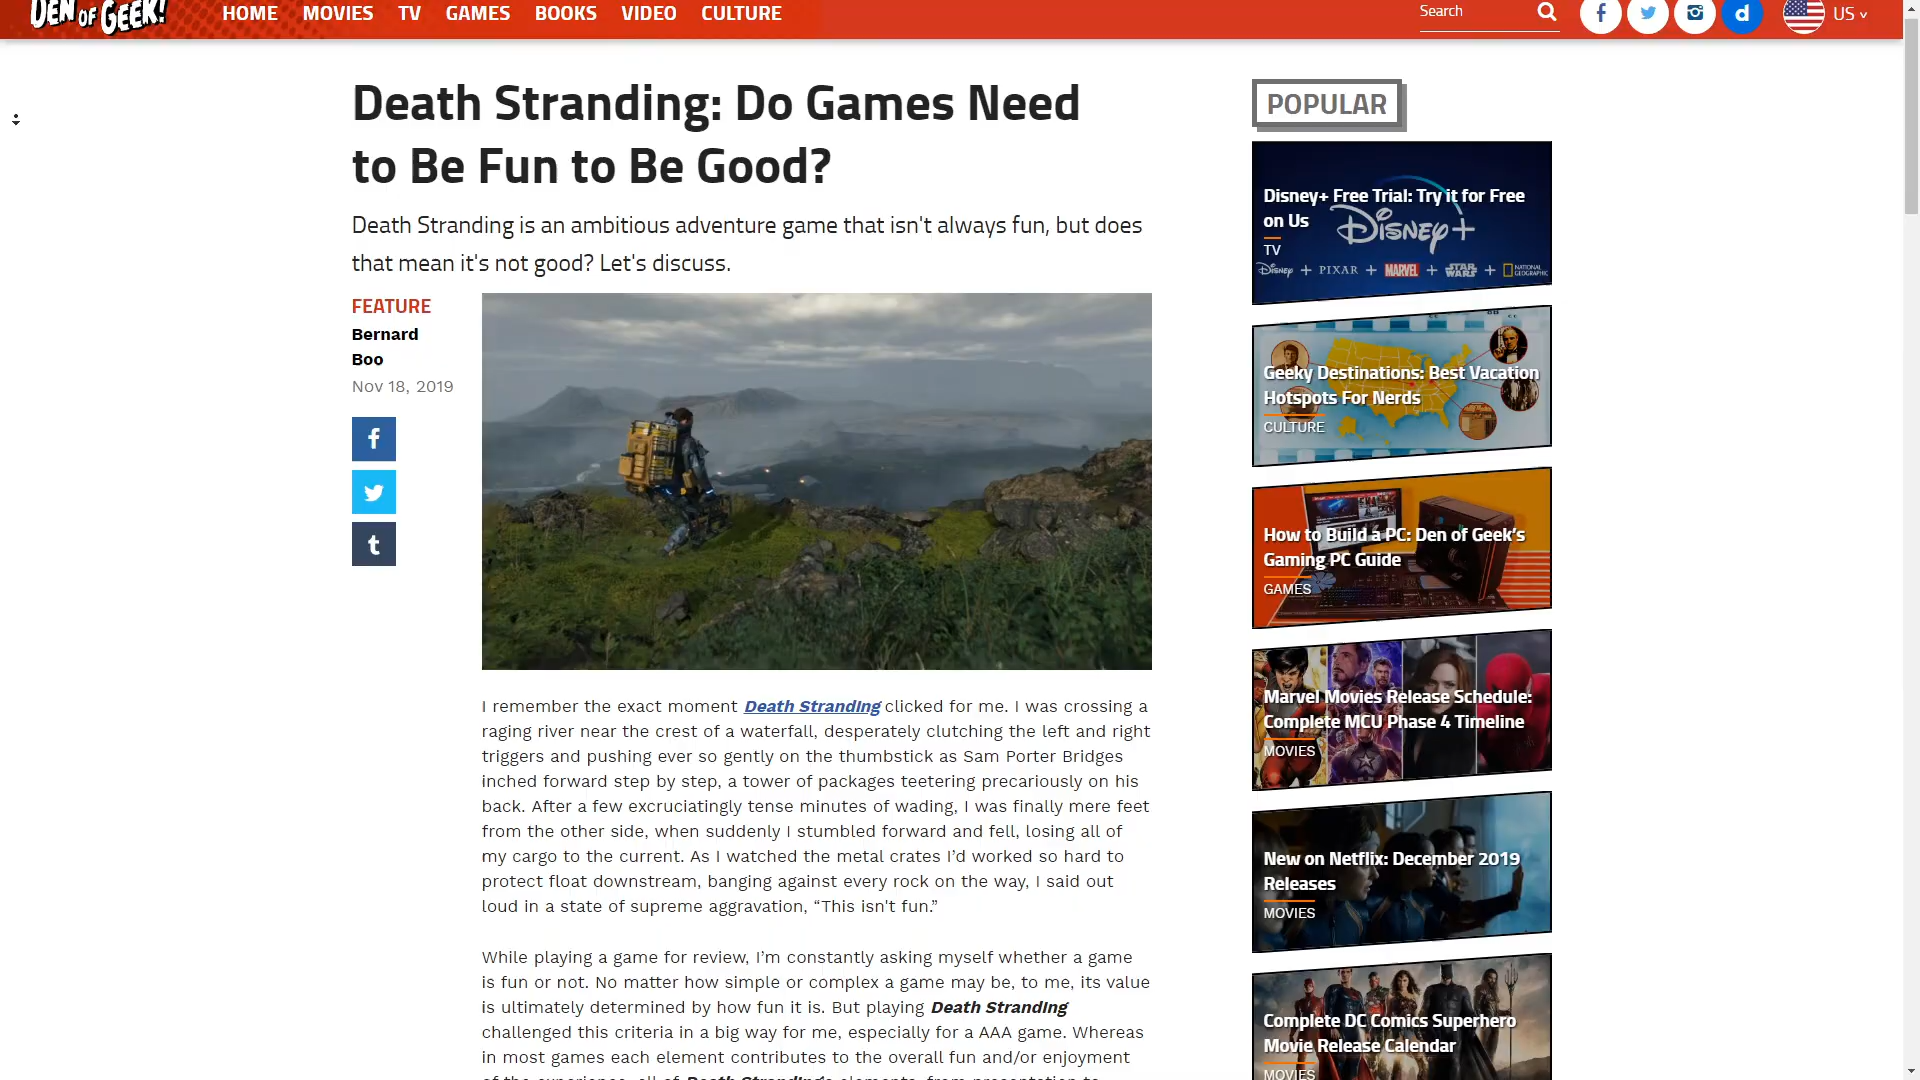 DEN OF GEEK!
HOME MOVIES TV GAMES BOOKS VIDEO CULTURE
Search
US
Death Stranding: Do Games Need
to Be Fun to Be Good?
Death Stranding is an ambitious adventure game that isn't always fun, but does
that mean it's not good? Let's discuss.
FEATURE
Bernard
Boo
Nov 18, 2019
I remember the exact moment Death Stranding clicked for me. I was crossing a
raging river near the crest of a waterfall, desperately clutching the left and right
triggers and pushing ever so gently on the thumbstick as Sam Porter Bridges
inched forward step by step, a tower of packages teetering precariously on his
back. After a few excruciatingly tense minutes of wading, I was finally mere feet
from the other side, when suddenly I stumbled forward and fell, losing all of
my cargo to the current. As I watched the metal crates I’d worked so hard to
protect float downstream, banging against every rock on the way, I said out
loud in a state of supreme aggravation, “This isn't fun.”
While playing a game for review, I’m constantly asking myself whether a game
is fun or not. No matter how simple or complex a game may be, to me, its value
is ultimately determined by how fun it is. But playing Death Stranding
challenged this criteria in a big way for me, especially for a AAA game. Whereas
in most games each element contributes to the overall fun and/or enjoyment
of the experience, all of Death Stranding's elements, from presentation to
POPULAR
Disney+ Free Trial: Try it for Free
on Us
TV
Disney+
Disney + PIXAR + MARVEL + STAR WARS + NATIONAL GEOGRAPHIC
Geeky Destinations: Best Vacation
Hotspots For Nerds
CULTURE
How to Build a PC: Den of Geek’s
Gaming PC Guide
GAMES
Marvel Movies Release Schedule:
Complete MCU Phase 4 Timeline
MOVIES
New on Netflix: December 2019
Releases
MOVIES
Complete DC Comics Superhero
Movie Release Calendar
MOVIES